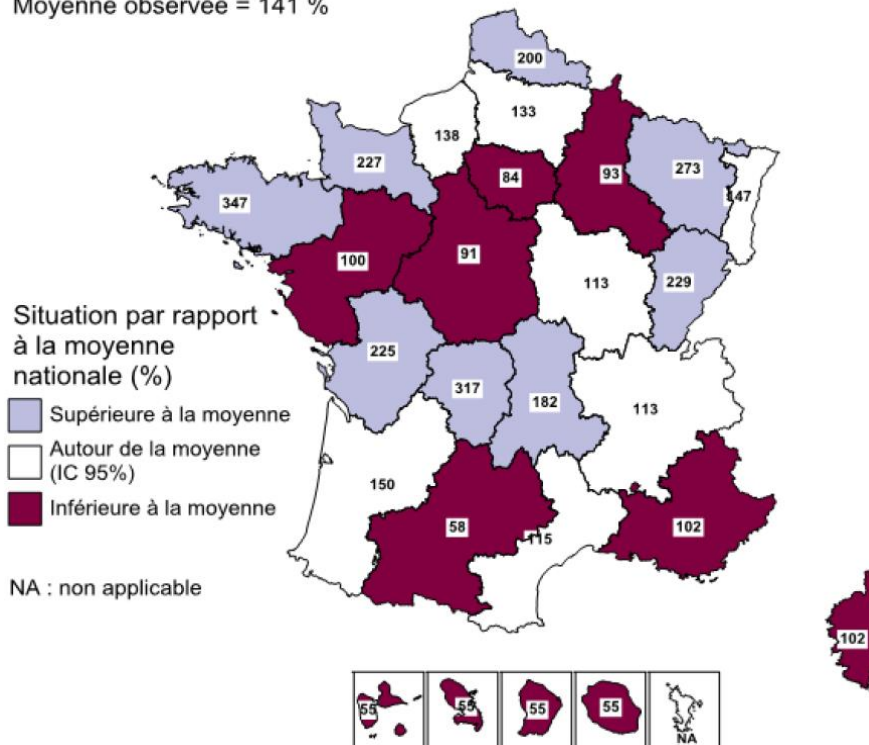 Moyenne observée = 141 %
200
133
138
227
84
93
273
147
347
100
91
113
229
Situation par rapport
à la moyenne
nationale (%)
225
317
182
113
Supérieure à la moyenne
Autour de la moyenne
(IC 95%)
150
Inférieure à la moyenne
58
115
102
NA : non applicable
102
55
55
55
55
NA